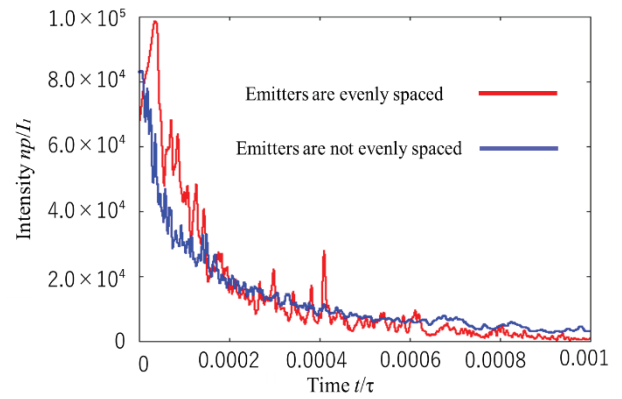 1.0 × 10⁵
8.0 × 10⁴
6.0 × 10⁴
4.0 × 10⁴
2.0 × 10⁴
0
Intensity np/I₁
Emitters are evenly spaced
Emitters are not evenly spaced
0 0.0002 0.0004 0.0006 0.0008 0.001
Time t/τ